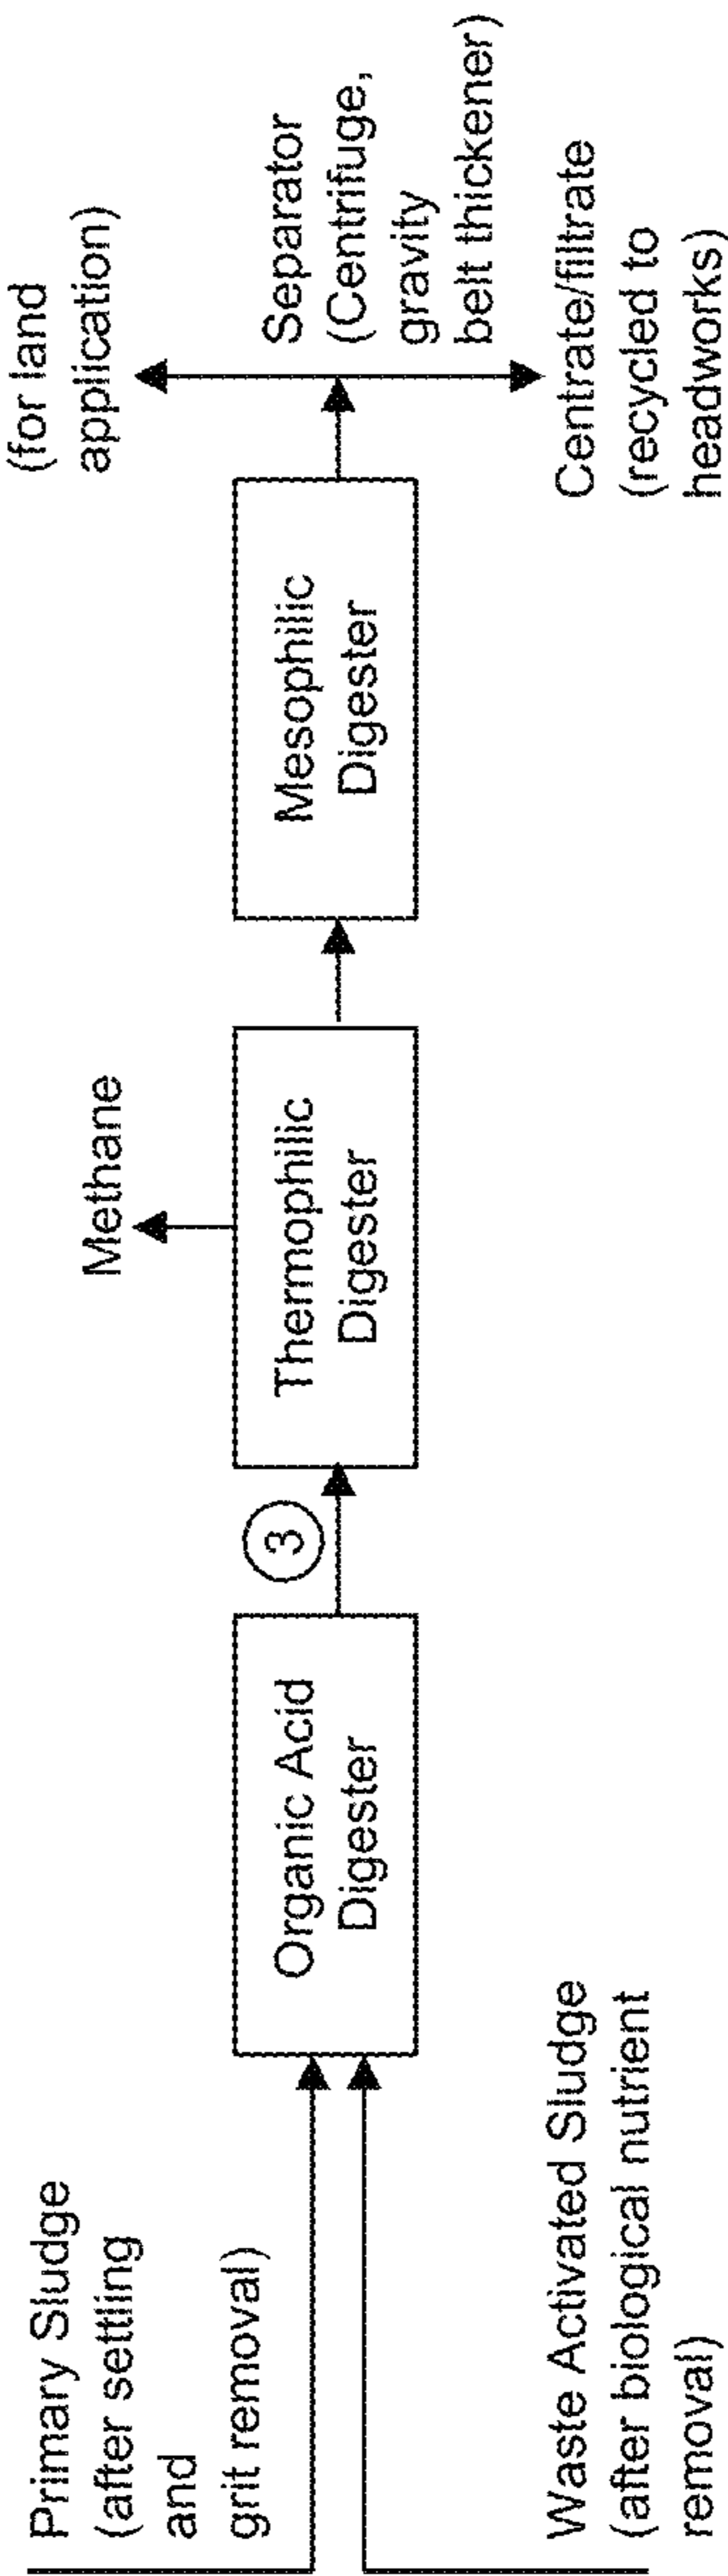 Primary Sludge
(after settling
and
grit removal)
Waste Activated Sludge
(after biological nutrient
removal)
Organic Acid
Digester
3
Thermophilic
Digester
Methane
Mesophilic
Digester
(for land
application)
Separator
(Centrifuge,
gravity
belt thickener)
Centrate/filtrate
(recycled to
headworks)